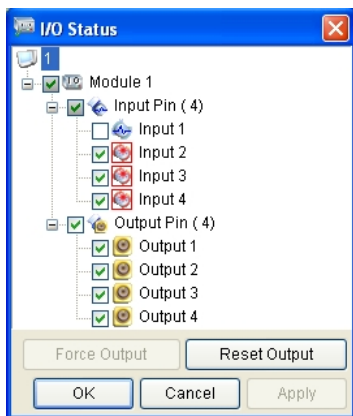 I/O Status
1
Module 1
Input Pin ( 4)
Input 1
Input 2
Input 3
Input 4
Output Pin ( 4)
Output 1
Output 2
Output 3
Output 4
Force Output Reset Output
OK Cancel Apply